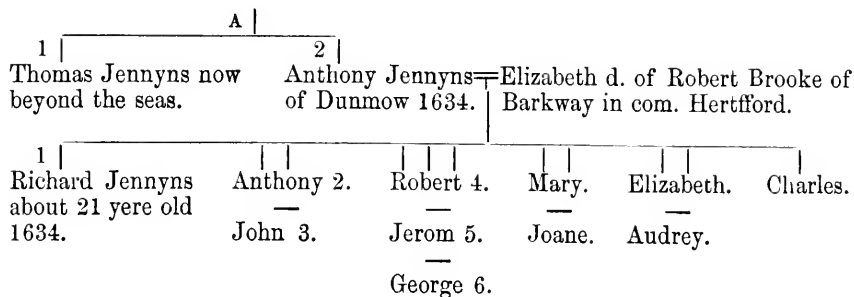 A
1 2
Thomas Jennyns now beyond the seas.
Anthony Jennyns of Dunmow 1634.
Elizabeth d. of Robert Brooke of Barkway in com. Hertfford.
1
Richard Jennyns about 21 yere old 1634.
Anthony 2.
John 3.
Robert 4.
Jerom 5.
George 6.
Mary.
Joane.
Elizabeth.
Audrey.
Charles.